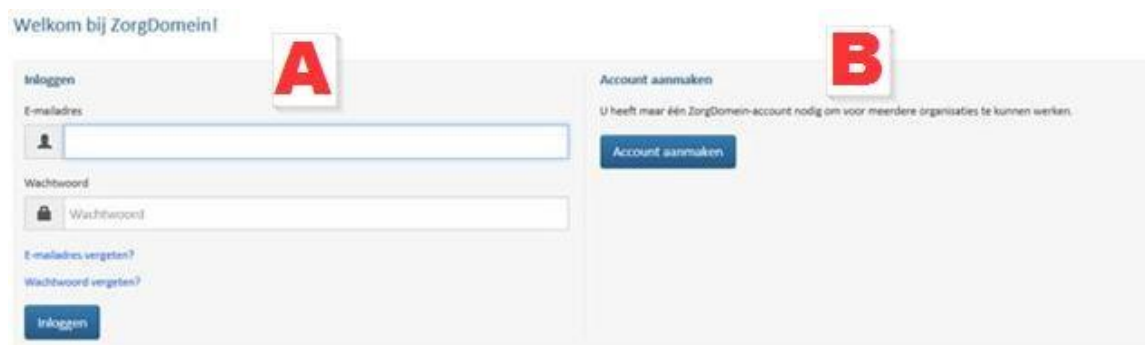 Welkom bij ZorgDomein!
A
Inloggen
E-mailadres
Wachtwoord
Wachtwoord
E-mailadres vergeten?
Wachtwoord vergeten?
Inloggen
B
Account aanmaken
U heeft maar één ZorgDomein-account nodig om voor meerdere organisaties te kunnen werken.
Account aanmaken